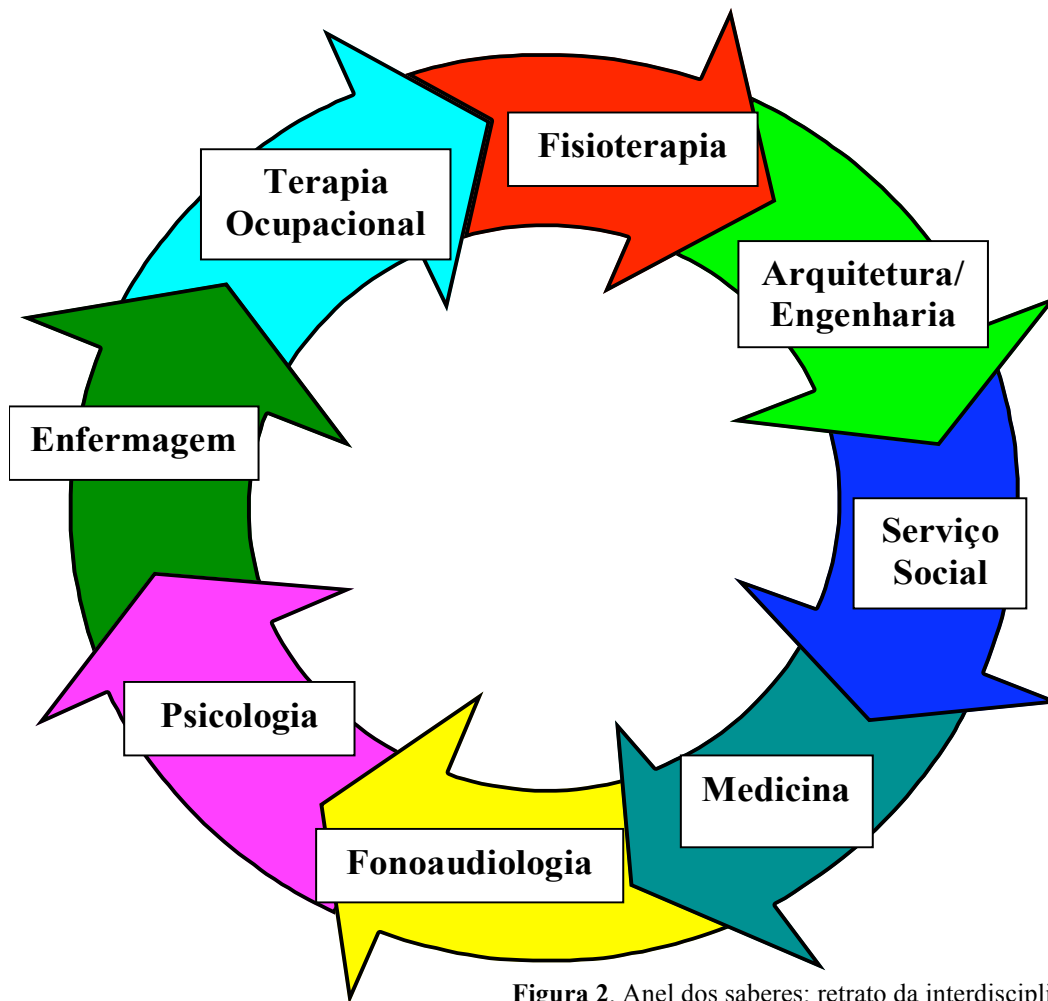 Fisioterapia
Terapia
Ocupacional
Arquitetura/
Engenharia
Enfermagem
Serviço
Social
Psicologia
Medicina
Fonoaudiologia
Figura 2. Anel dos saberes: retrato da